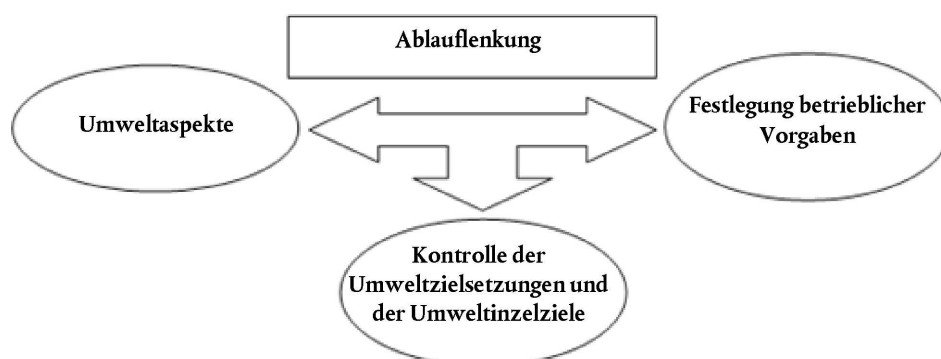 Ablauflenkung
Umweltaspekte
Festlegung betrieblicher
Vorgaben
Kontrolle der
Umweltzielsetzungen und
der Umweltinzelziele